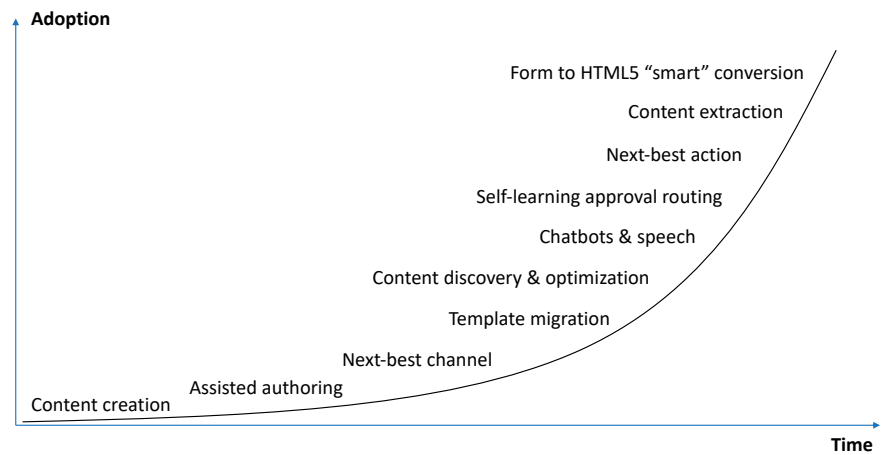 Adoption
Form to HTML5 “smart” conversion
Content extraction
Next-best action
Self-learning approval routing
Chatbots & speech
Content discovery & optimization
Template migration
Next-best channel
Assisted authoring
Content creation
Time